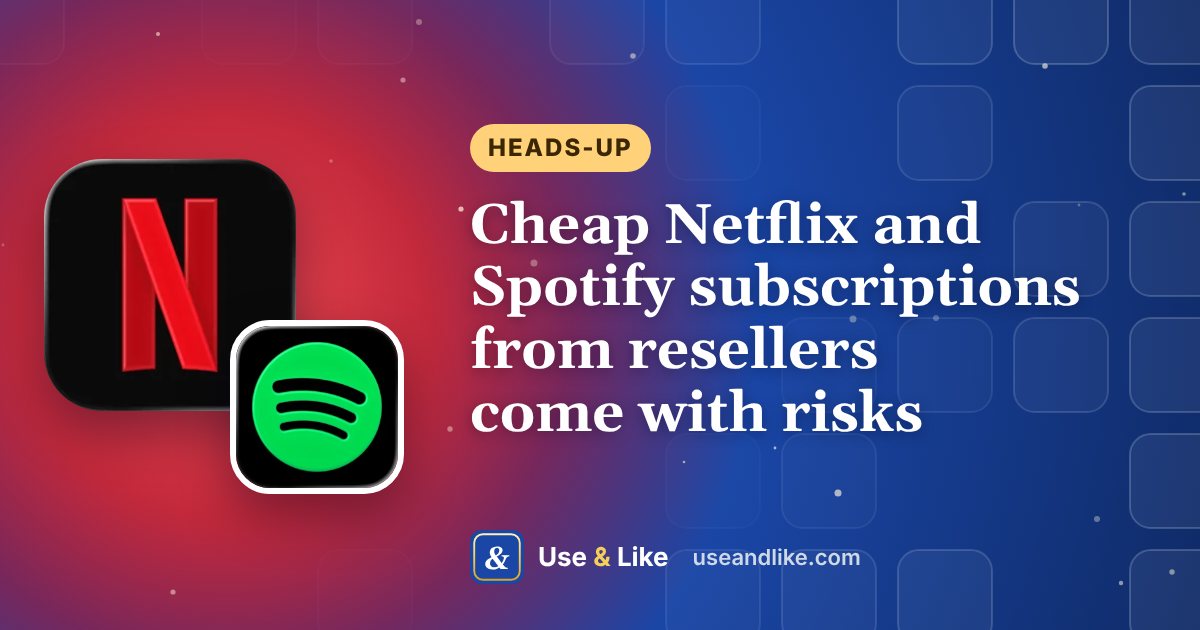 HEADS-UP
Cheap Netflix and
Spotify subscriptions
from resellers
come with risks
N
& Use & Like useandlike.com